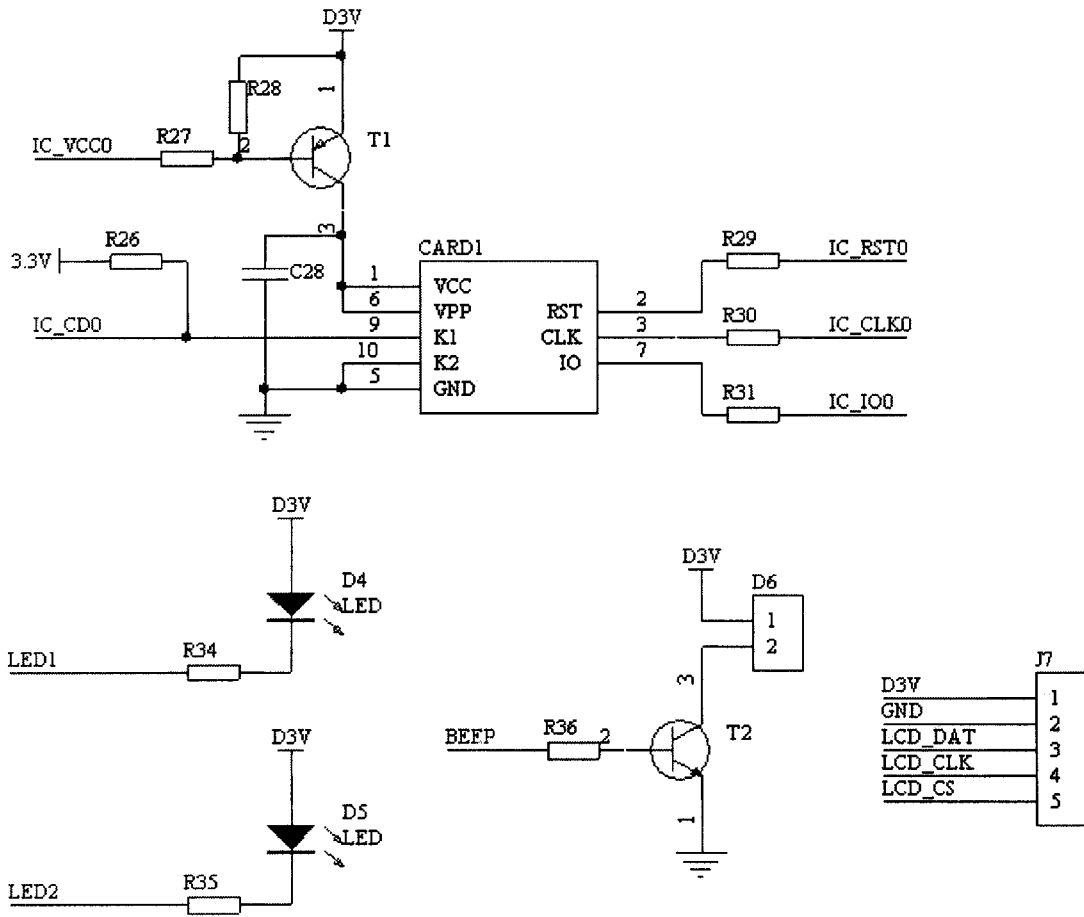 D3V
R28
1
IC_VCC0
R27
2
T1
3
3.3V
R26
C28
CARD1
IC_CD0
1
6
9
10
5
VCC
VPP
K1
K2
GND
RST
CLK
IO
2
3
7
R29
IC_RST0
R30
IC_CLK0
R31
IC_IO0
D3V
D4
LED
LED1
R34
D3V
D5
LED
LED2
R35
D3V
D6
1
2
3
BEEP
R36
2
T2
1
J7
D3V
1
GND
2
LCD_DAT
3
LCD_CLK
4
LCD_CS
5